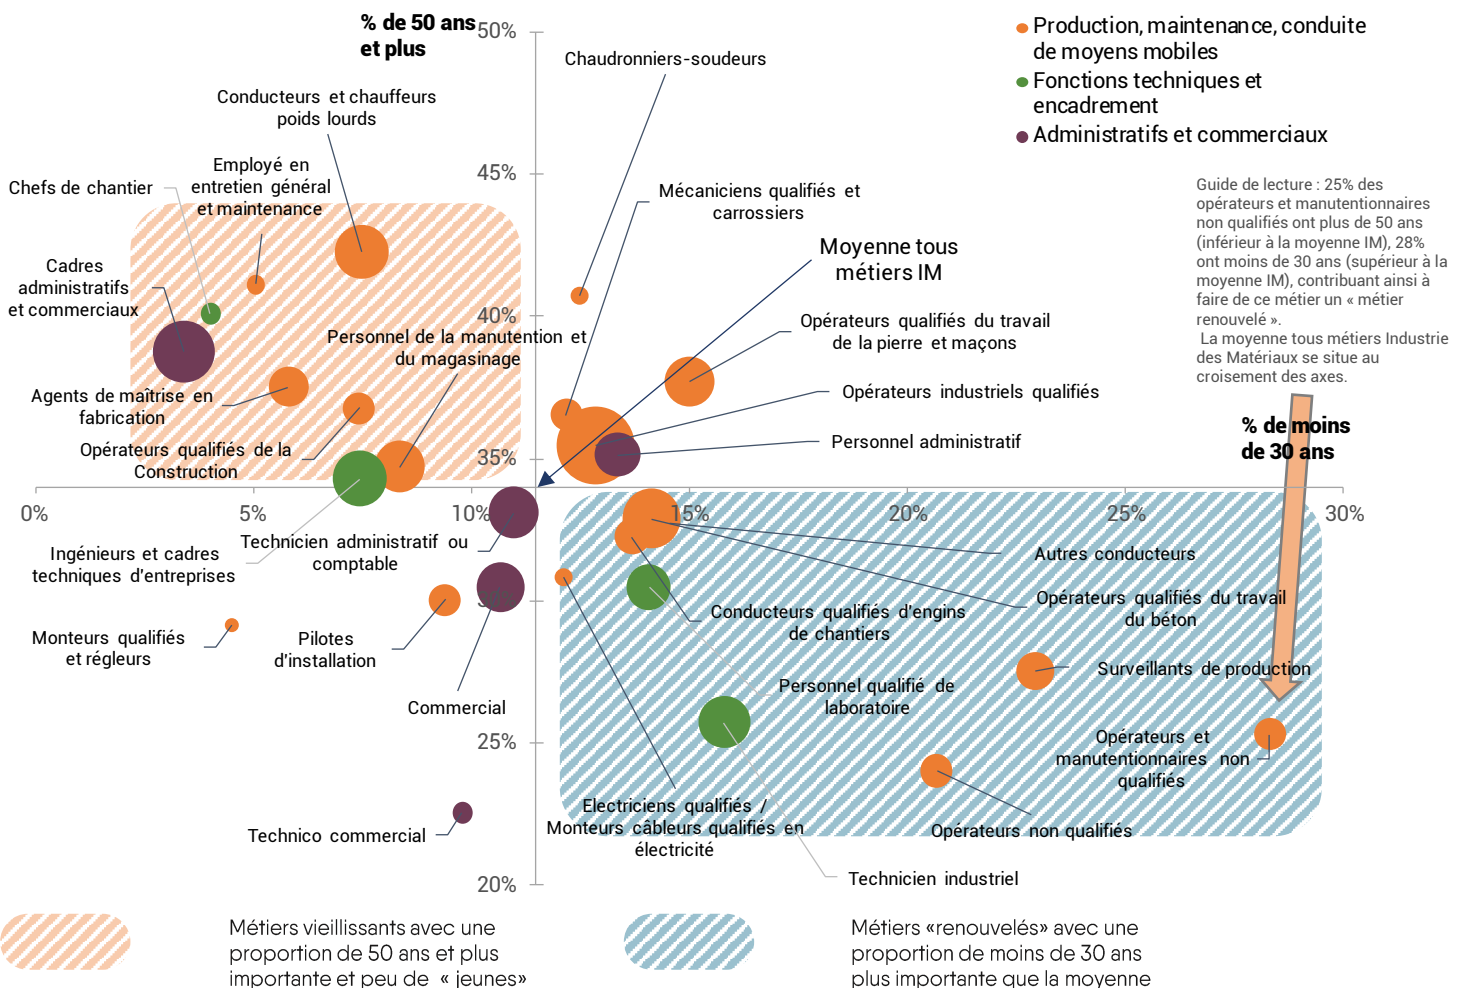 % de 50 ans
et plus
50%
45%
40%
35%
30%
25%
20%
0%
5%
10%
15%
20%
25%
30%
% de moins
de 30 ans
Production, maintenance, conduite
de moyens mobiles
Fonctions techniques et
encadrement
Administratifs et commerciaux
Guide de lecture : 25% des
opérateurs et manutentionnaires
non qualifiés ont plus de 50 ans
(inférieur à la moyenne IM), 28%
ont moins de 30 ans (supérieur à la
moyenne IM), contribuant ainsi à
faire de ce métier un « métier
renouvelé ».
La moyenne tous métiers Industrie
des Matériaux se situe au
croisement des axes.
Chaudronniers-soudeurs
Conducteurs et chauffeurs
poids lourds
Employé en
entretien général
et maintenance
Chefs de chantier
Mécaniciens qualifiés et
carrossiers
Moyenne tous
métiers IM
Cadres
administratifs
et commerciaux
Personnel de la manutention et
du magasinage
Opérateurs qualifiés du travail
de la pierre et maçons
Agents de maîtrise en
fabrication
Opérateurs industriels qualifiés
Opérateurs qualifiés de la
Construction
Personnel administratif
Ingénieurs et cadres
techniques d'entreprises
Technicien administratif ou
comptable
Autres conducteurs
Opérateurs qualifiés du travail
du béton
Conducteurs qualifiés d'engins
de chantiers
Monteurs qualifiés
et régleurs
Pilotes
d'installation
Surveillants de production
Commercial
Personnel qualifié de
laboratoire
Opérateurs et
manutentionnaires non
qualifiés
Technico commercial
Electriciens qualifiés /
Monteurs câbleurs qualifiés en
électricité
Opérateurs non qualifiés
Technicien industriel
Métiers vieillissants avec une
proportion de 50 ans et plus
importante et peu de « jeunes»
Métiers «renouvelés» avec une
proportion de moins de 30 ans
plus importante que la moyenne